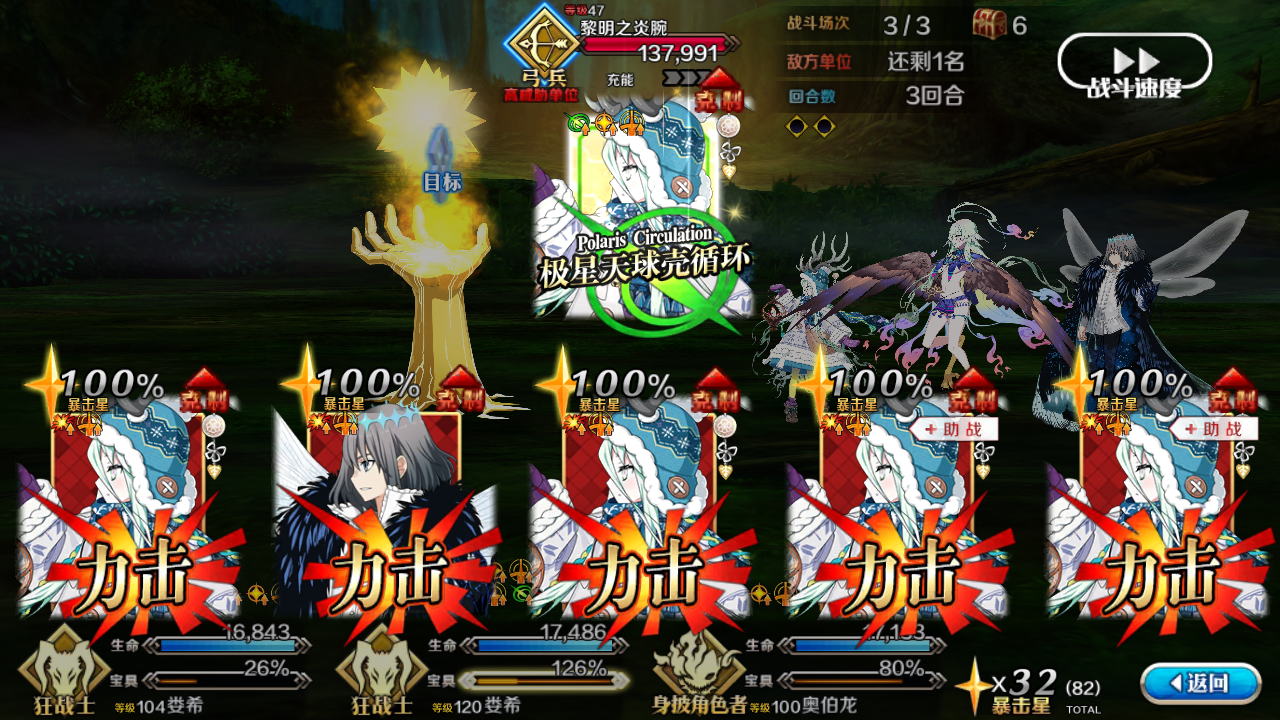 等级47
黎明之炎腕
137,991
弓兵
高威胁单位
充能
克制
战斗场次 3/3 6
敌方单位 还剩1名
回合数 3回合
战斗速度
目标
Polaris Circulation
极星天球壳循环
100% 暴击星 克制
100% 暴击星 克制
100% 暴击星 克制
100% 暴击星 克制
100% 暴击星 克制
+助战
+助战
力击
力击
力击
力击
力击
生命 16,843
宝具 26%
狂战士 等级104娄希
生命 17,486
宝具 126%
狂战士 等级120娄希
生命
宝具 80%
身披角色者 等级100奥伯龙
x32 (82)
暴击星 TOTAL
返回